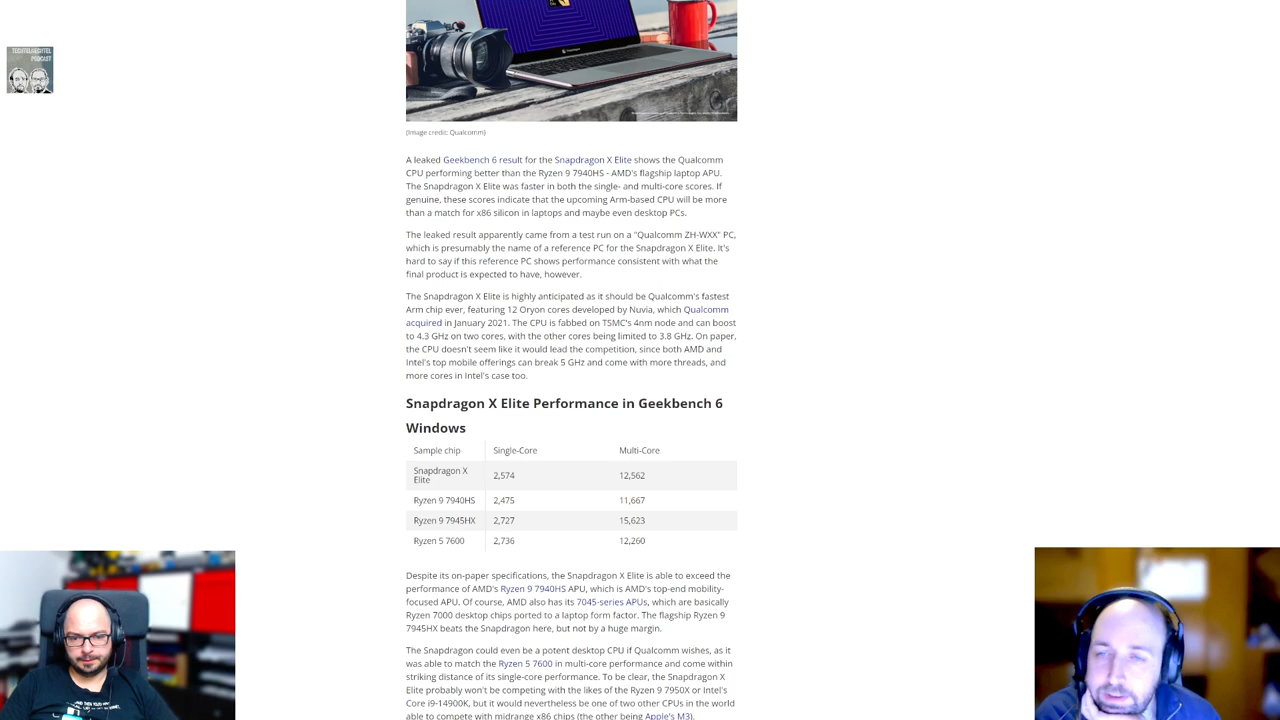 TECHTELMECHTEL
PODCAST
(Image credit: Qualcomm)
A leaked Geekbench 6 result for the Snapdragon X Elite shows the Qualcomm
CPU performing better than the Ryzen 9 7940HS - AMD's flagship laptop APU.
The Snapdragon X Elite was faster in both the single- and multi-core scores. If
genuine, these scores indicate that the upcoming Arm-based CPU will be more
than a match for x86 silicon in laptops and maybe even desktop PCs.
The leaked result apparently came from a test run on a "Qualcomm ZH-WXX" PC,
which is presumably the name of a reference PC for the Snapdragon X Elite. It's
hard to say if this reference PC shows performance consistent with what the
final product is expected to have, however.
The Snapdragon X Elite is highly anticipated as it should be Qualcomm's fastest
Arm chip ever, featuring 12 Oryon cores developed by Nuvia, which Qualcomm
acquired in January 2021. The CPU is fabbed on TSMC's 4nm node and can boost
to 4.3 GHz on two cores, with the other cores being limited to 3.8 GHz. On paper,
the CPU doesn't seem like it would lead the competition, since both AMD and
Intel's top mobile offerings can break 5 GHz and come with more threads, and
more cores in Intel's case too.
Snapdragon X Elite Performance in Geekbench 6
Windows
Sample chip Single-Core Multi-Core
Snapdragon X
Elite 2,574 12,562
Ryzen 9 7940HS 2,475 11,667
Ryzen 9 7945HX 2,727 15,623
Ryzen 5 7600 2,736 12,260
Despite its on-paper specifications, the Snapdragon X Elite is able to exceed the
performance of AMD's Ryzen 9 7940HS APU, which is AMD's top-end mobility-
focused APU. Of course, AMD also has its 7045-series APUs, which are basically
Ryzen 7000 desktop chips ported to a laptop form factor. The flagship Ryzen 9
7945HX beats the Snapdragon here, but not by a huge margin.
The Snapdragon could even be a potent desktop CPU if Qualcomm wishes, as it
was able to match the Ryzen 5 7600 in multi-core performance and come within
striking distance of its single-core performance. To be clear, the Snapdragon X
Elite probably won't be competing with the likes of the Ryzen 9 7950X or Intel's
Core i9-14900K, but it would nevertheless be one of two other CPUs in the world
able to compete with midrange x86 chips (the other being Apple's M3).